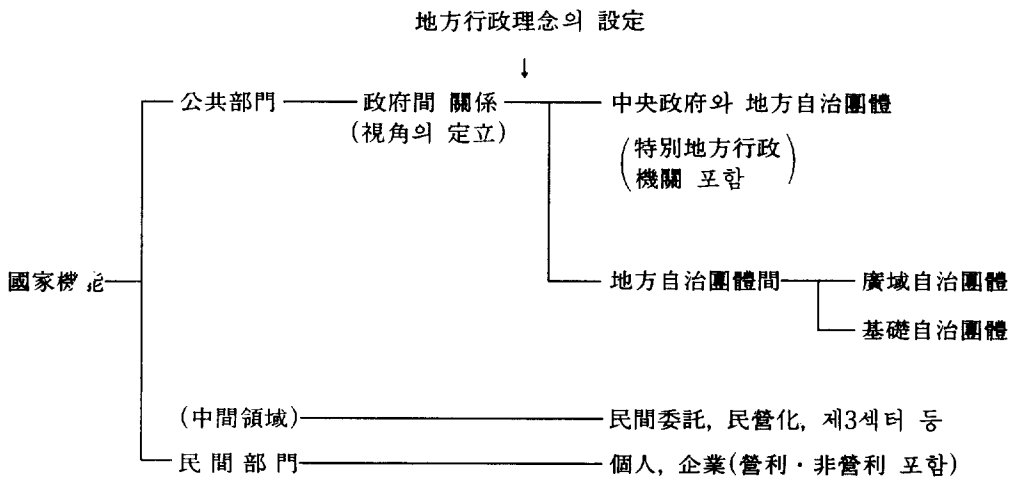 地方行政理念의 設定
↓
公共部門 政府間 關係 中央政府와 地方自治團體
(視角의 定立)
(特別地方行政
機關 포함)
國家機能 地方自治團體間 廣域自治團體
基礎自治團體
(中間領域) 民間委託, 民營化, 제3섹터 등
民間部門 個人, 企業(營利·非營利 포함)